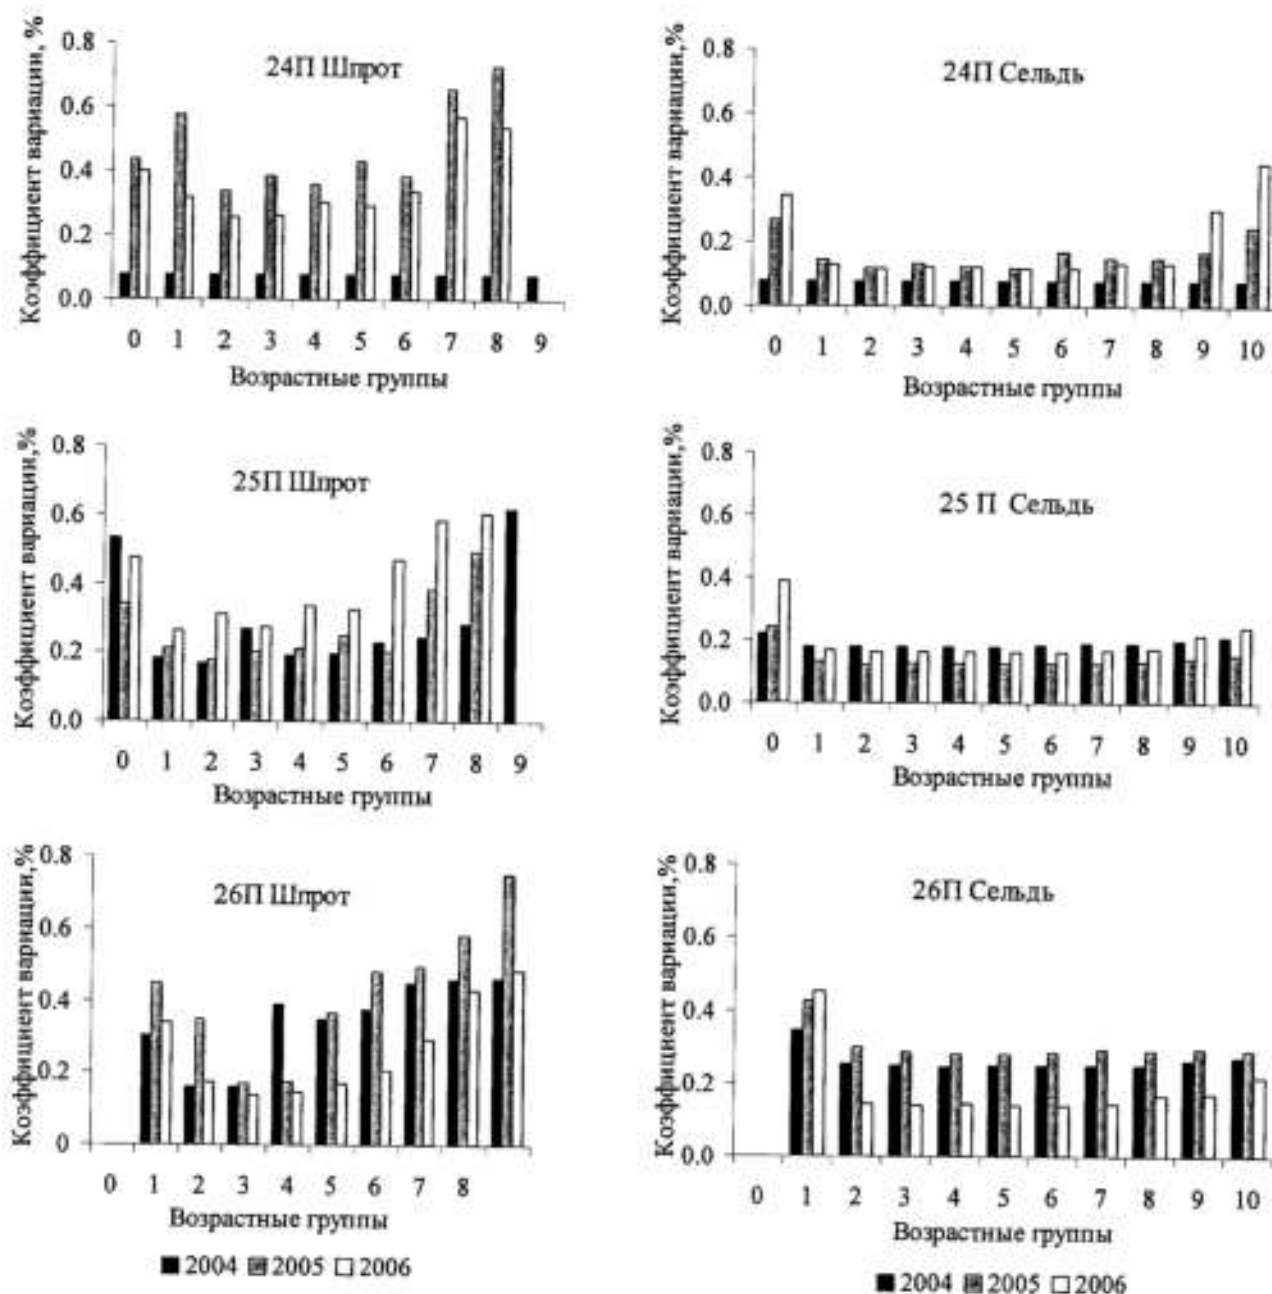 Коэффициент вариации, %
0.8
0.6
0.4
0.2
0.0
24П Шпрот
0 1 2 3 4 5 6 7 8 9
Возрастные группы
Коэффициент вариации,%
0.8
0.6
0.4
0.2
0.0
24П Сельдь
0 1 2 3 4 5 6 7 8 9 10
Возрастные группы
Коэффициент вариации,%
0.8
0.6
0.4
0.2
0.0
25П Шпрот
0 1 2 3 4 5 6 7 8 9
Возрастные группы
Коэффициент вариации,%
0.8
0.6
0.4
0.2
0.0
25 П Сельдь
0 1 2 3 4 5 6 7 8 9 10
Возрастные группы
Коэффициент вариации,%
0.8
0.6
0.4
0.2
0
26П Шпрот
0 1 2 3 4 5 6 7 8
Возрастные группы
2004 2005 2006
Коэффициент вариации,%
0.8
0.6
0.4
0.2
0.0
26П Сельдь
0 1 2 3 4 5 6 7 8 9 10
Возрастные группы
2004 2005 2006